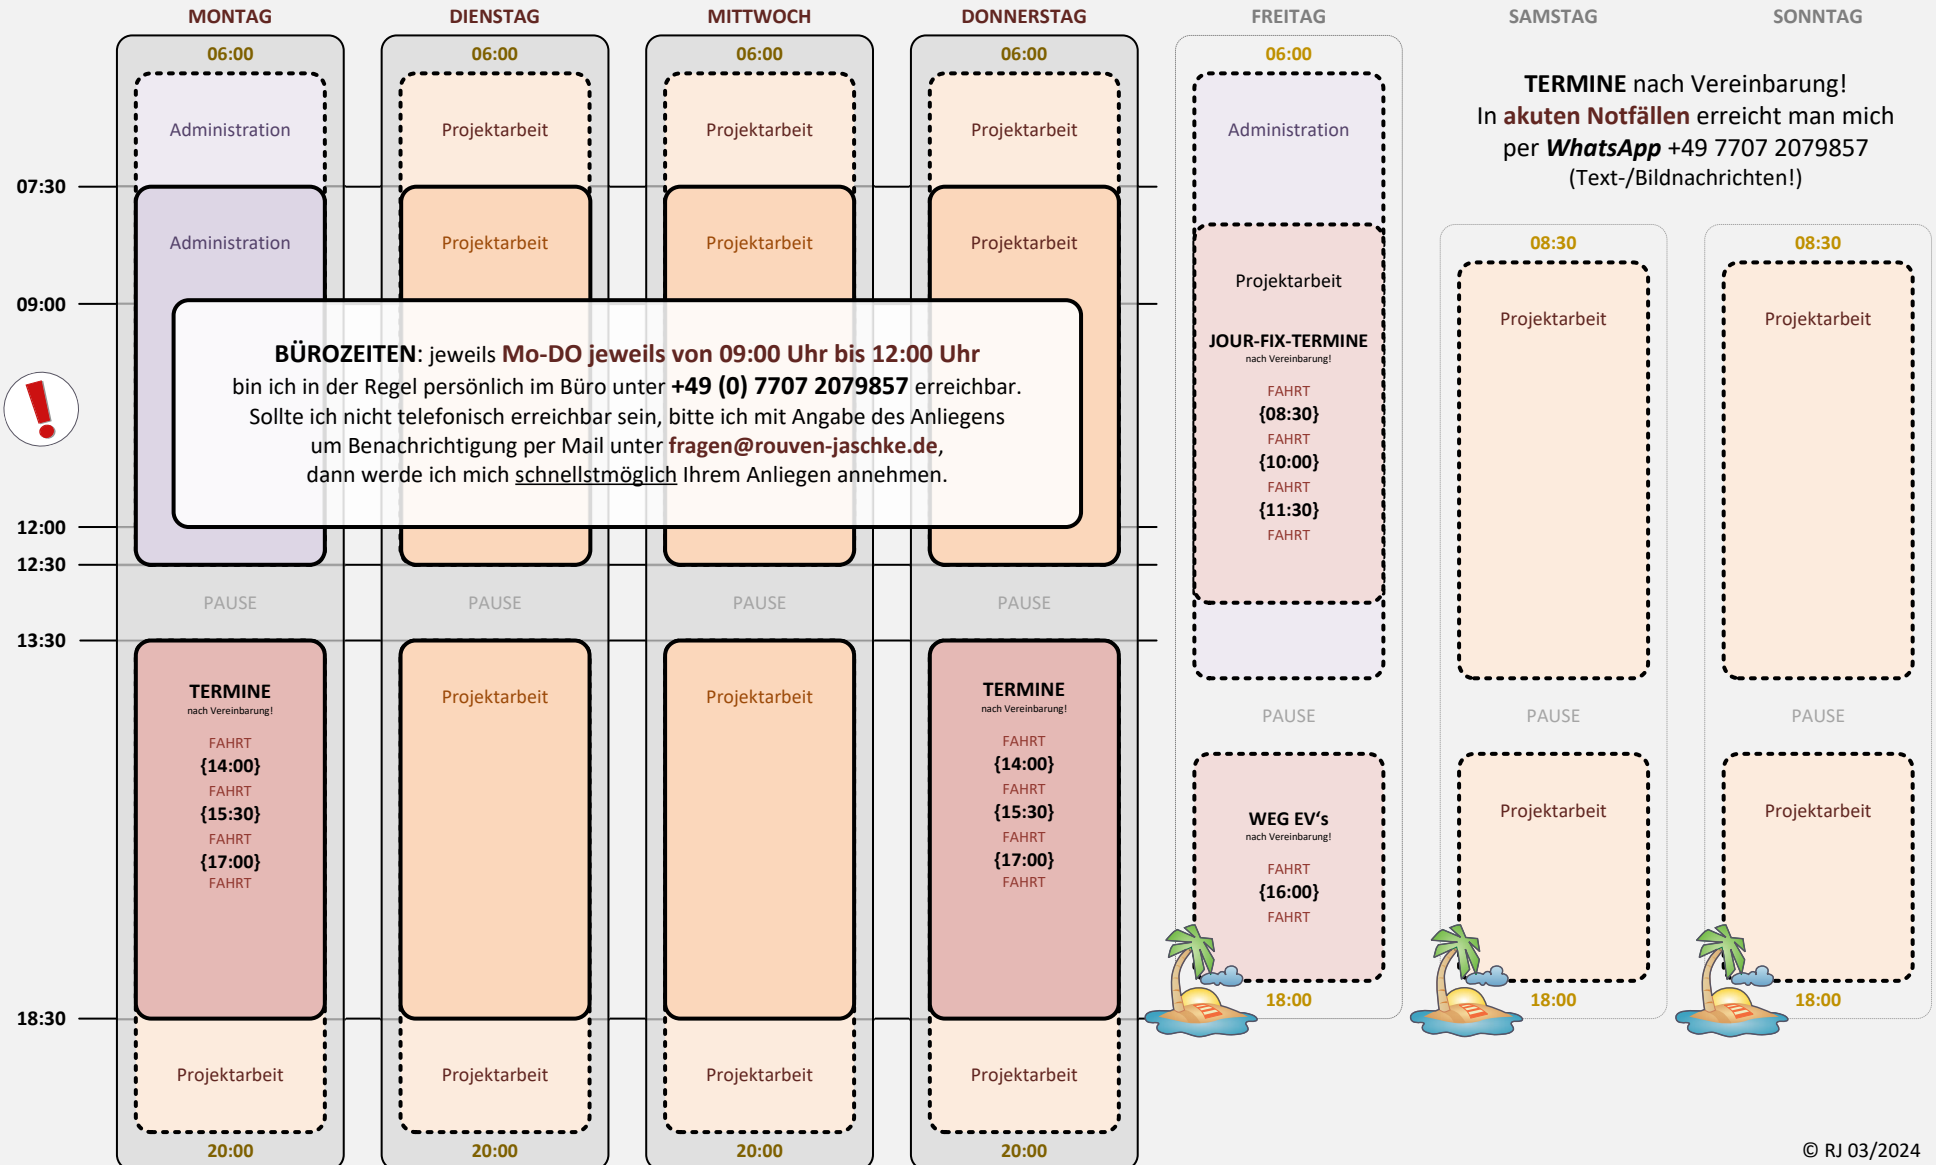 MONTAG
DIENSTAG
MITTWOCH
DONNERSTAG
FREITAG
SAMSTAG
SONNTAG
06:00
06:00
06:00
06:00
06:00
TERMINE nach Vereinbarung!
In akuten Notfällen erreicht man mich
per WhatsApp +49 7707 2079857
(Text-/Bildnachrichten!)
Administration
Projektarbeit
Projektarbeit
Projektarbeit
Administration
07:30
Administration
Projektarbeit
Projektarbeit
Projektarbeit
08:30
08:30
Projektarbeit
JOUR-FIX-TERMINE
nach Vereinbarung!
FAHRT
{08:30}
FAHRT
{10:00}
FAHRT
{11:30}
FAHRT
Projektarbeit
Projektarbeit
09:00
BÜROZEITEN: jeweils Mo-DO jeweils von 09:00 Uhr bis 12:00 Uhr
bin ich in der Regel persönlich im Büro unter +49 (0) 7707 2079857 erreichbar.
Sollte ich nicht telefonisch erreichbar sein, bitte ich mit Angabe des Anliegens
um Benachrichtigung per Mail unter fragen@rouven-jaschke.de,
dann werde ich mich schnellstmöglich Ihrem Anliegen annehmen.
12:00
12:30
PAUSE
PAUSE
PAUSE
PAUSE
13:30
TERMINE
nach Vereinbarung!
FAHRT
{14:00}
FAHRT
{15:30}
FAHRT
{17:00}
FAHRT
Projektarbeit
Projektarbeit
TERMINE
nach Vereinbarung!
FAHRT
{14:00}
FAHRT
{15:30}
FAHRT
{17:00}
FAHRT
PAUSE
PAUSE
PAUSE
WEG EV‘s
nach Vereinbarung!
FAHRT
{16:00}
FAHRT
Projektarbeit
Projektarbeit
18:00
18:00
18:00
18:30
Projektarbeit
Projektarbeit
Projektarbeit
Projektarbeit
20:00
20:00
20:00
20:00
© RJ 03/2024